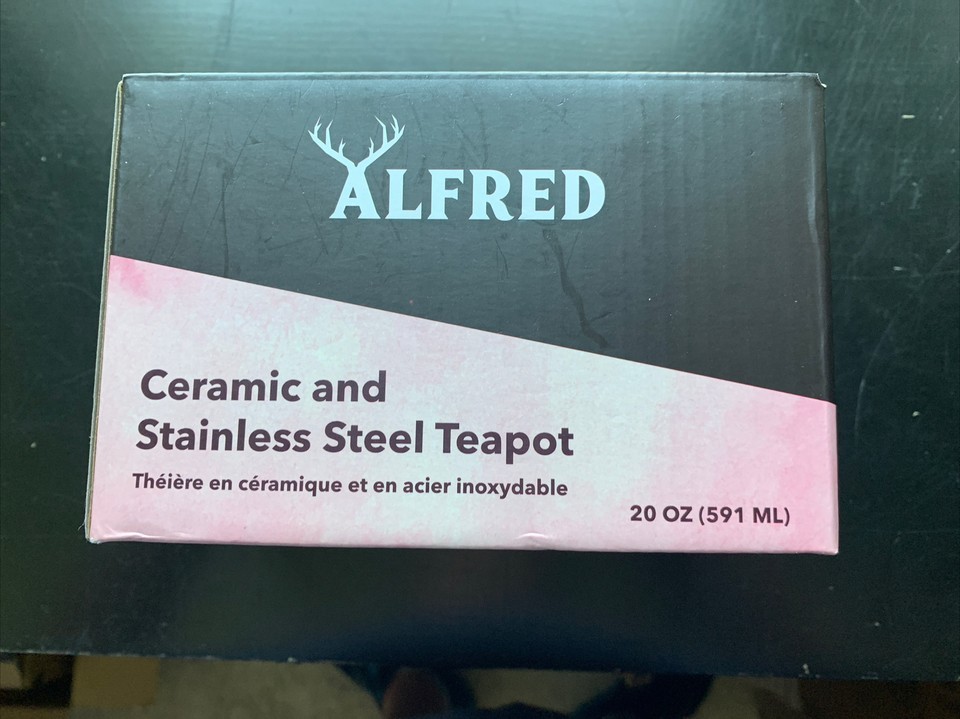 ALFRED
Ceramic and
Stainless Steel Teapot
Théière en céramique et en acier inoxydable
20 OZ (591 ML)